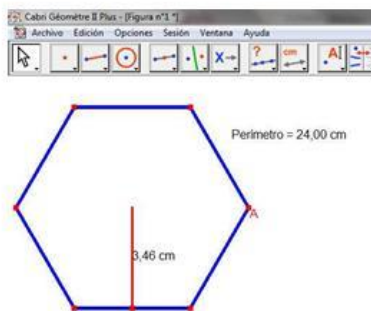 Cabri Géomètre II Plus - [Figura nº1 *]
Archivo Edición Opciones Sesión Ventana Ayuda
X→ ? cm A
Perímetro = 24,00 cm
A
3,46 cm